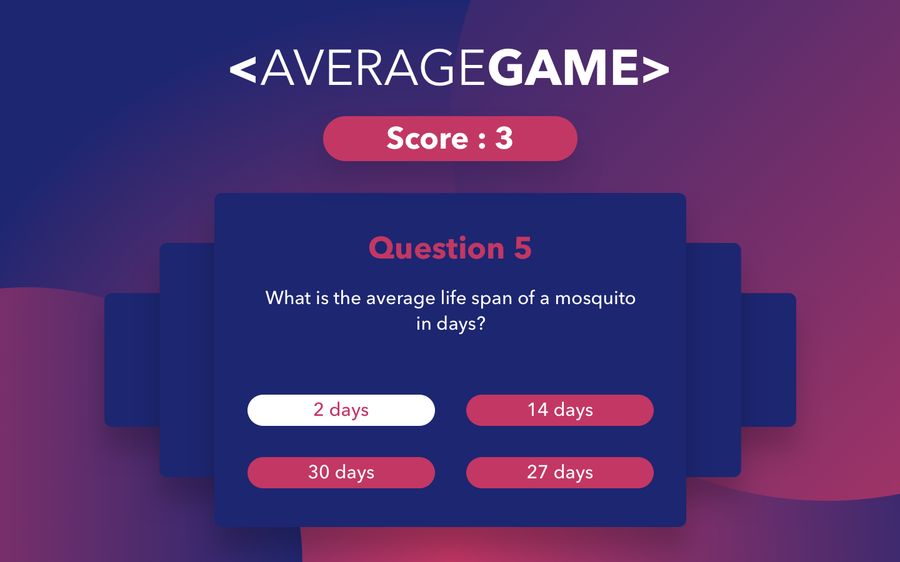 <AVERAGEGAME>
Score : 3
Question 5
What is the average life span of a mosquito
in days?
2 days
14 days
30 days
27 days